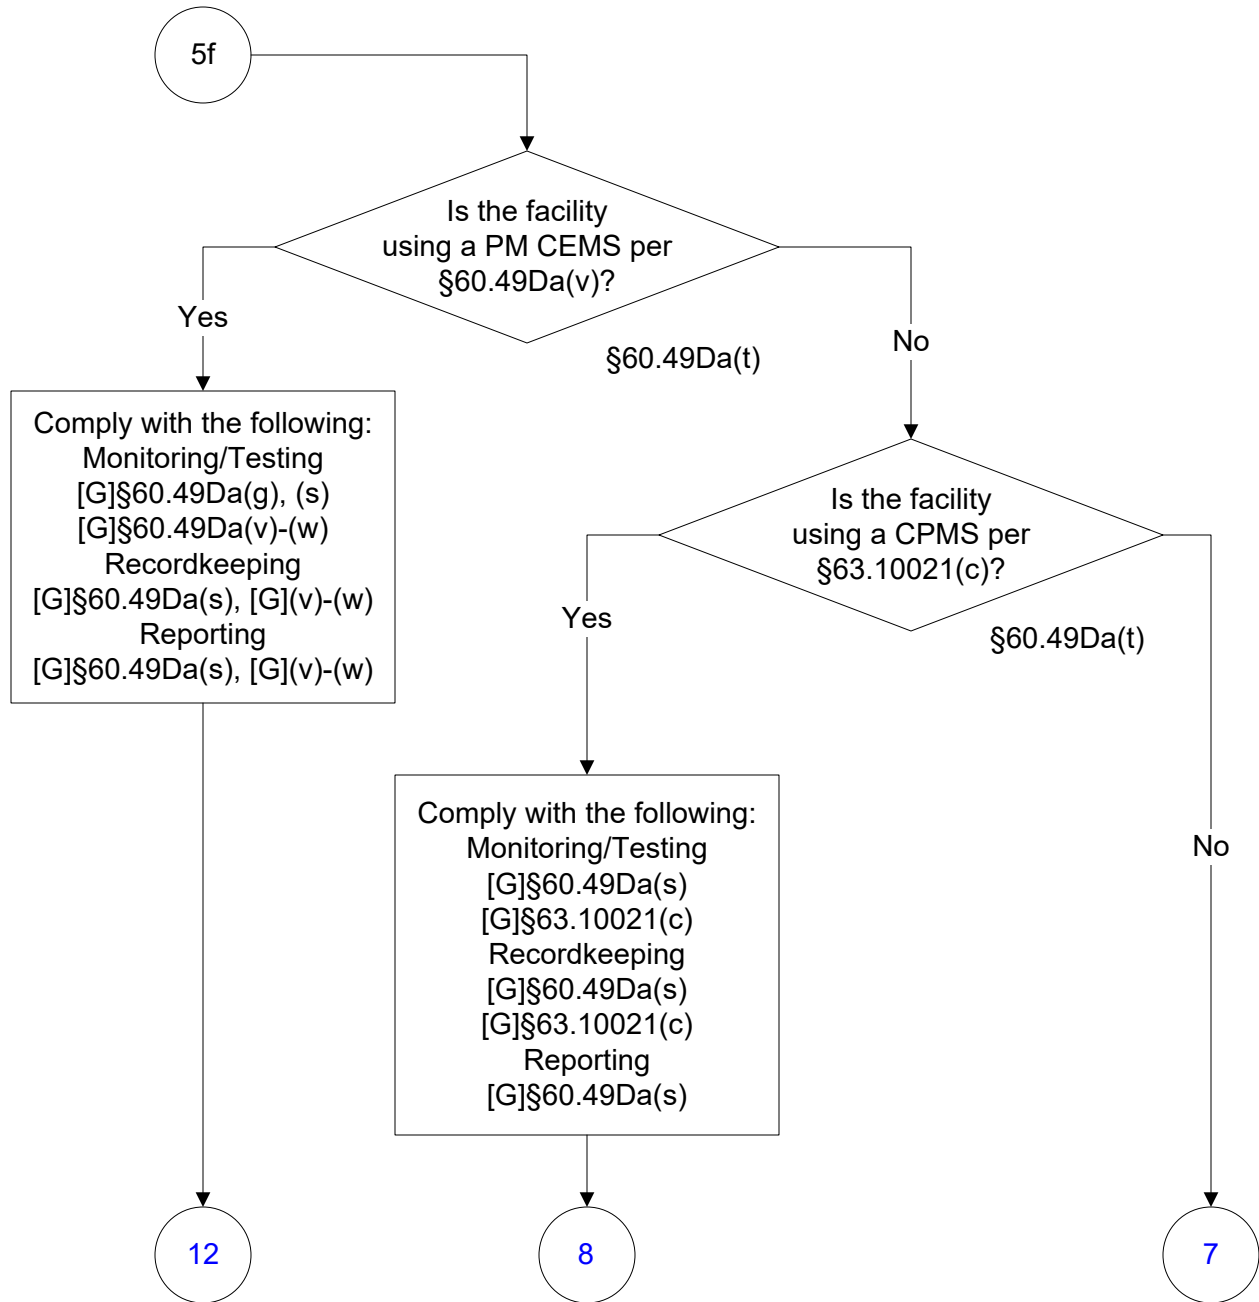 5f
Is the facility
using a PM CEMS per
§60.49Da(v)?
Yes
§60.49Da(t)
No
Comply with the following:
Monitoring/Testing
[G]§60.49Da(g), (s)
[G]§60.49Da(v)-(w)
Recordkeeping
[G]§60.49Da(s), [G](v)-(w)
Reporting
[G]§60.49Da(s), [G](v)-(w)
Is the facility
using a CPMS per
§63.10021(c)?
Yes
§60.49Da(t)
No
Comply with the following:
Monitoring/Testing
[G]§60.49Da(s)
[G]§63.10021(c)
Recordkeeping
[G]§60.49Da(s)
[G]§63.10021(c)
Reporting
[G]§60.49Da(s)
12
8
7